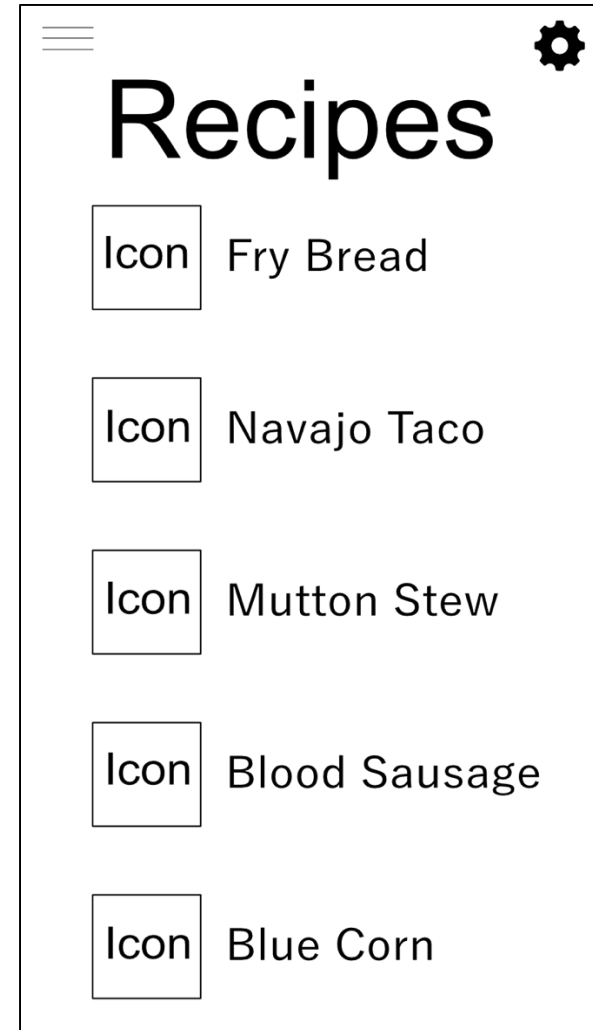 Recipes
Icon Fry Bread
Icon Navajo Taco
Icon Mutton Stew
Icon Blood Sausage
Icon Blue Corn